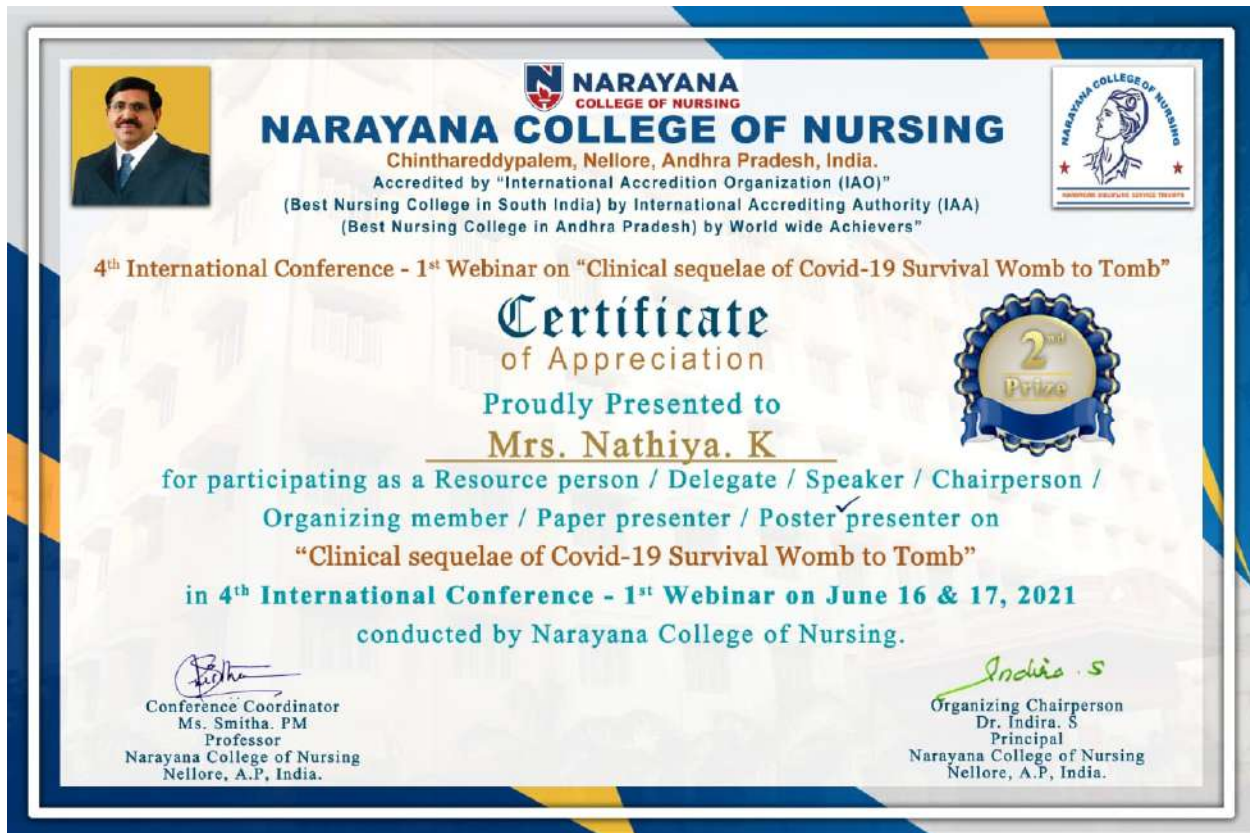 NARAYANA
COLLEGE OF NURSING
NARAYANA COLLEGE OF NURSING
Chinthareddypalem, Nellore, Andhra Pradesh, India.
Accredited by "International Accredition Organization (IAO)"
(Best Nursing College in South India) by International Accrediting Authority (IAA)
(Best Nursing College in Andhra Pradesh) by World wide Achievers"
NARAYANA COLLEGE OF NURSING
4th International Conference - 1st Webinar on "Clinical sequelae of Covid-19 Survival Womb to Tomb"
Certificate
of Appreciation
2nd
Prize
Proudly Presented to
Mrs. Nathiya. K
for participating as a Resource person / Delegate / Speaker / Chairperson /
Organizing member / Paper presenter / Poster presenter on
"Clinical sequelae of Covid-19 Survival Womb to Tomb"
in 4th International Conference - 1st Webinar on June 16 & 17, 2021
conducted by Narayana College of Nursing.
Conference Coordinator
Ms. Smitha. PM
Professor
Narayana College of Nursing
Nellore, A.P, India.
Indira . S
Organizing Chairperson
Dr. Indira. S
Principal
Narayana College of Nursing
Nellore, A.P, India.